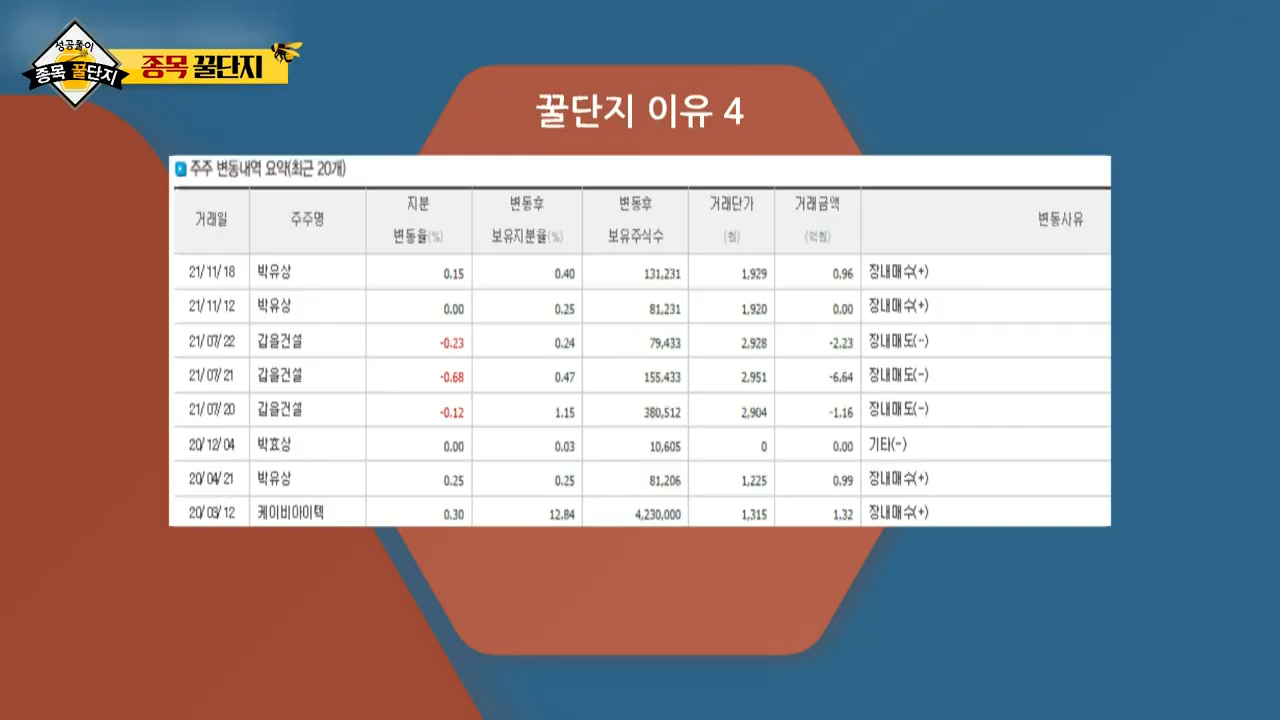 성공풀이
종목 꿀단지
종목 꿀단지
꿀단지 이유 4
주주 변동내역 요약(최근 20개)
거래일 주주명 지분 변동율(%) 변동후 보유지분율(%) 변동후 보유주식수 거래단가 (원) 거래금액 (억원) 변동사유
21/11/18 박유상 0.15 0.40 131,231 1,929 0.96 장내매수(+)
21/11/12 박유상 0.00 0.25 81,231 1,920 0.00 장내매수(+)
21/07/22 갑을건설 -0.23 0.24 79,433 2,928 -2.23 장내매도(-)
21/07/21 갑을건설 -0.68 0.47 155,433 2,951 -6.64 장내매도(-)
21/07/20 갑을건설 -0.12 1.15 380,512 2,904 -1.16 장내매도(-)
20/12/04 박효상 0.00 0.03 10,605 0 0.00 기타(-)
20/04/21 박유상 0.25 0.25 81,206 1,225 0.99 장내매수(+)
20/03/12 케이비아이텍 0.30 12.84 4,230,000 1,315 1.32 장내매수(+)